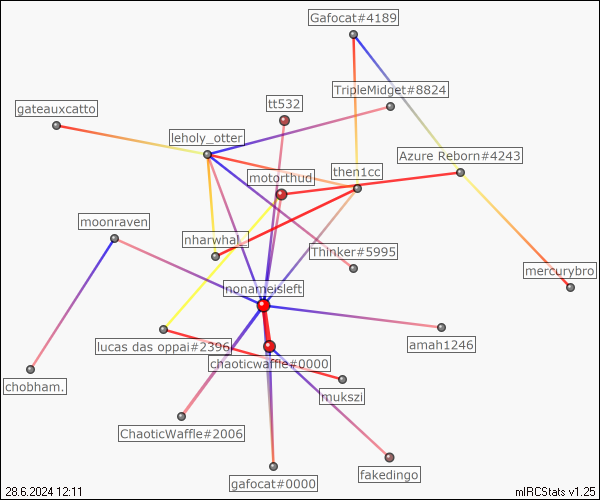 Gafocat#4189
TripleMidget#8824
gateauxcatto
tt532
leholy_otter
Azure Reborn#4243
motorthud
then1cc
moonraven
nharwhal_
Thinker#5995
mercurybro
nonameisleft
lucas das oppai#2396
amah1246
chaoticwaffle#0000
chobham.
mukszi
ChaoticWaffle#2006
fakedingo
gafocat#0000
28.6.2024 12:11
mIRCStats v1.25